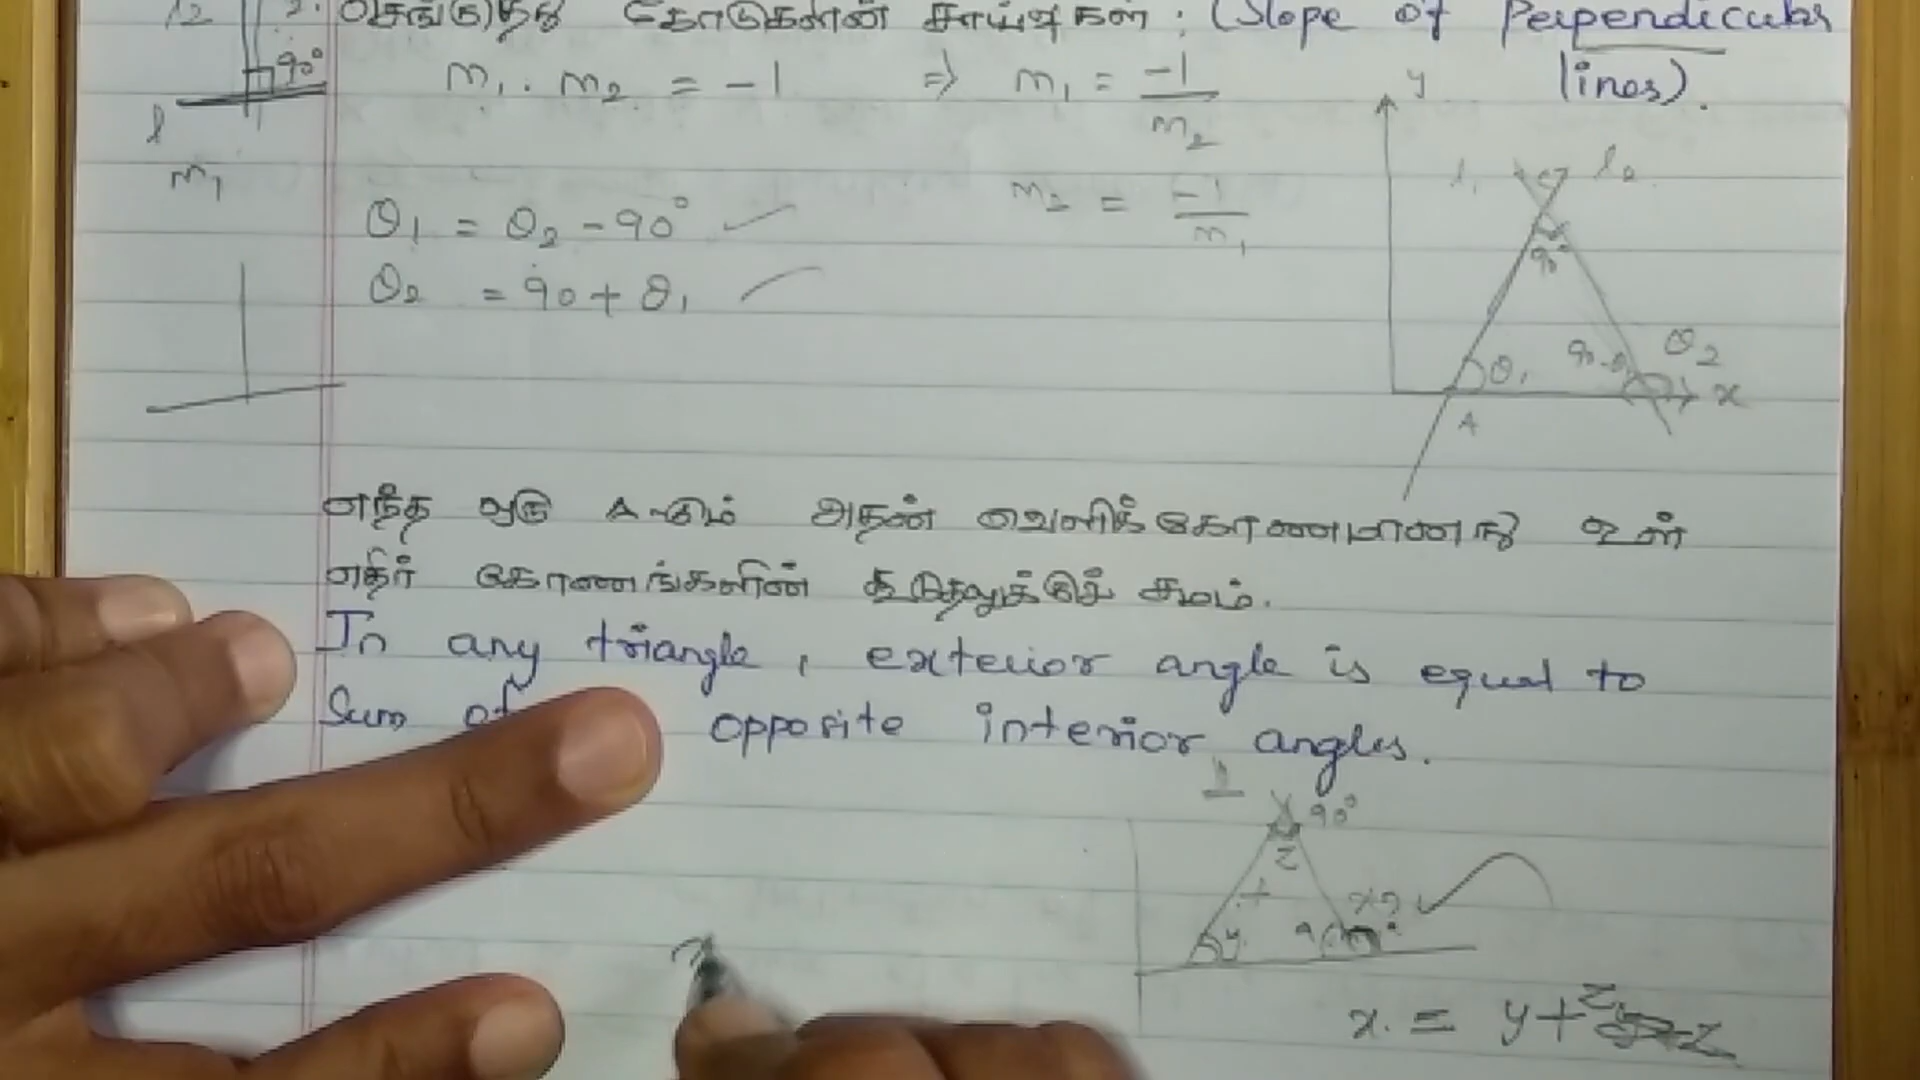 2. செங்குத்து கோடுகளின் சாய்வுகள் : (Slope of Perpendicular lines).
l2
90°
m₁ . m₂ = -1 ⇒ m₁ = -1/m₂
l
m₁
θ₁ = θ₂ - 90°
m₂ = -1/m₁
θ₂ = 90 + θ₁
y
l₁ l₂
90°
θ₁ 90-θ₁ θ₂
x
A
எந்த ஒரு Δ-லும் அதன் வெளிக்கோணமானது உள்
எதிர் கோணங்களின் கூடுதலுக்குச் சமம்.
In any triangle, exterior angle is equal to
Sum of opposite interior angles.
90°
z
y
x = y + z